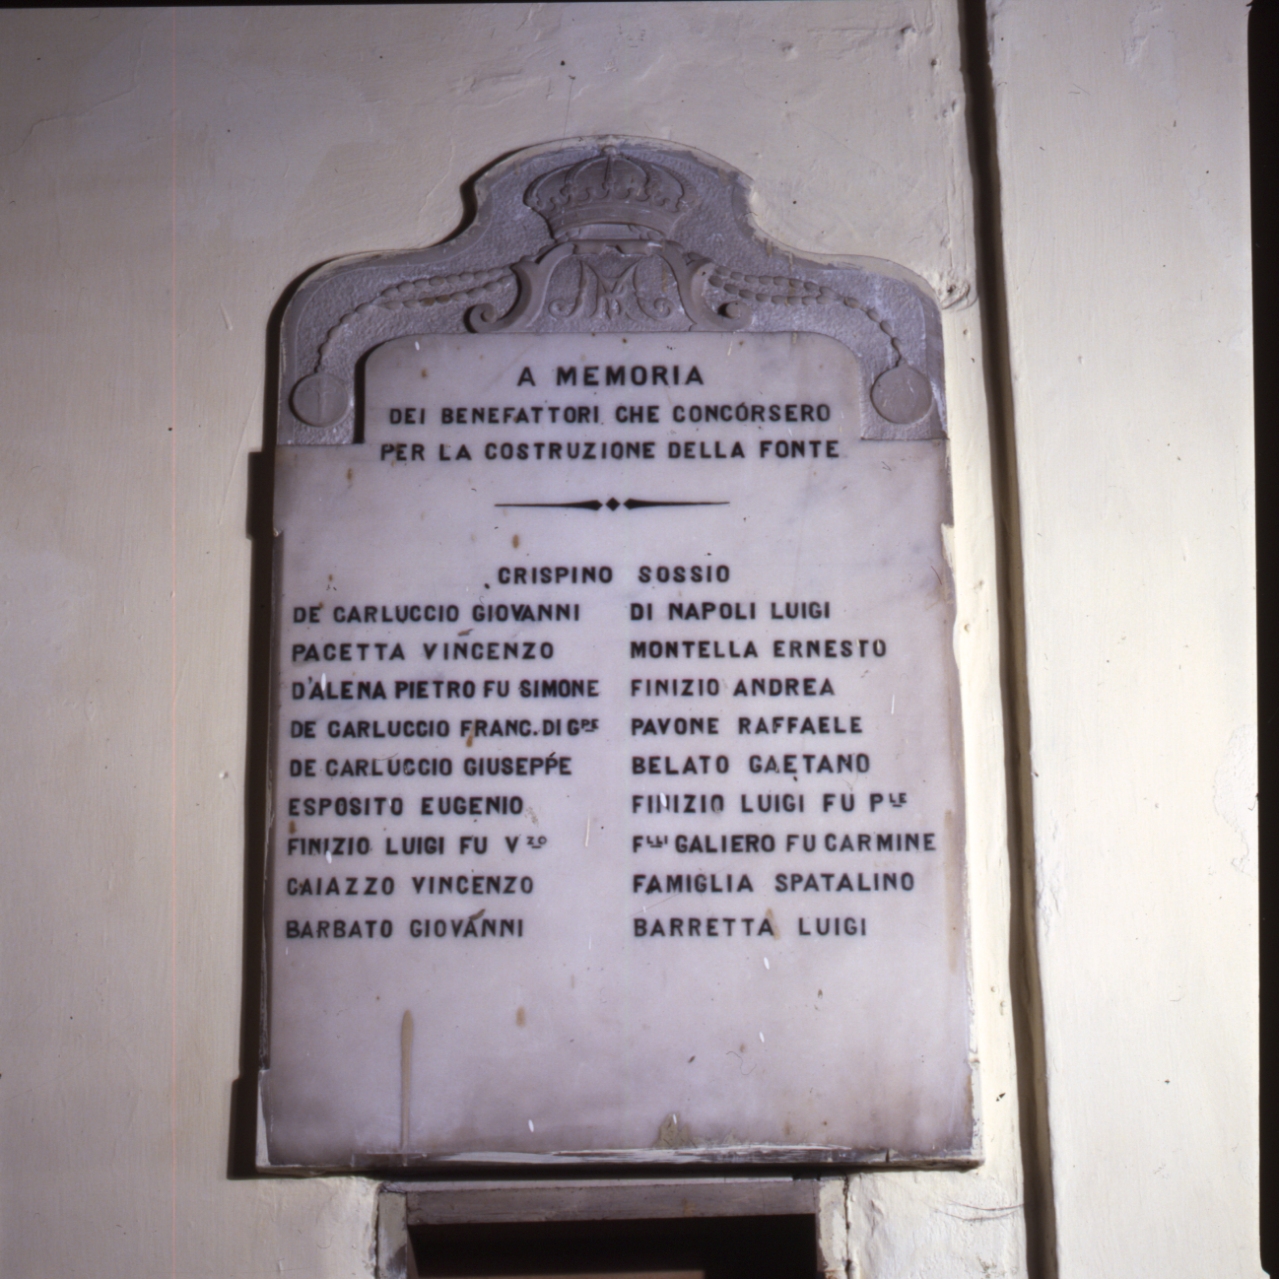 A MEMORIA
DEI BENEFATTORI CHE CONCORSERO
PER LA COSTRUZIONE DELLA FONTE
CRISPINO SOSSIO
DE CARLUCCIO GIOVANNI DI NAPOLI LUIGI
PACETTA VINCENZO MONTELLA ERNESTO
D'ALENA PIETRO FU SIMONE FINIZIO ANDREA
DE CARLUCCIO FRANC. DI GPE PAVONE RAFFAELE
DE CARLUCCIO GIUSEPPE BELATO GAETANO
ESPOSITO EUGENIO FINIZIO LUIGI FU PLE
FINIZIO LUIGI FU VZO FLLI GALIERO FU CARMINE
CAIAZZO VINCENZO FAMIGLIA SPATALINO
BARBATO GIOVANNI BARRETTA LUIGI